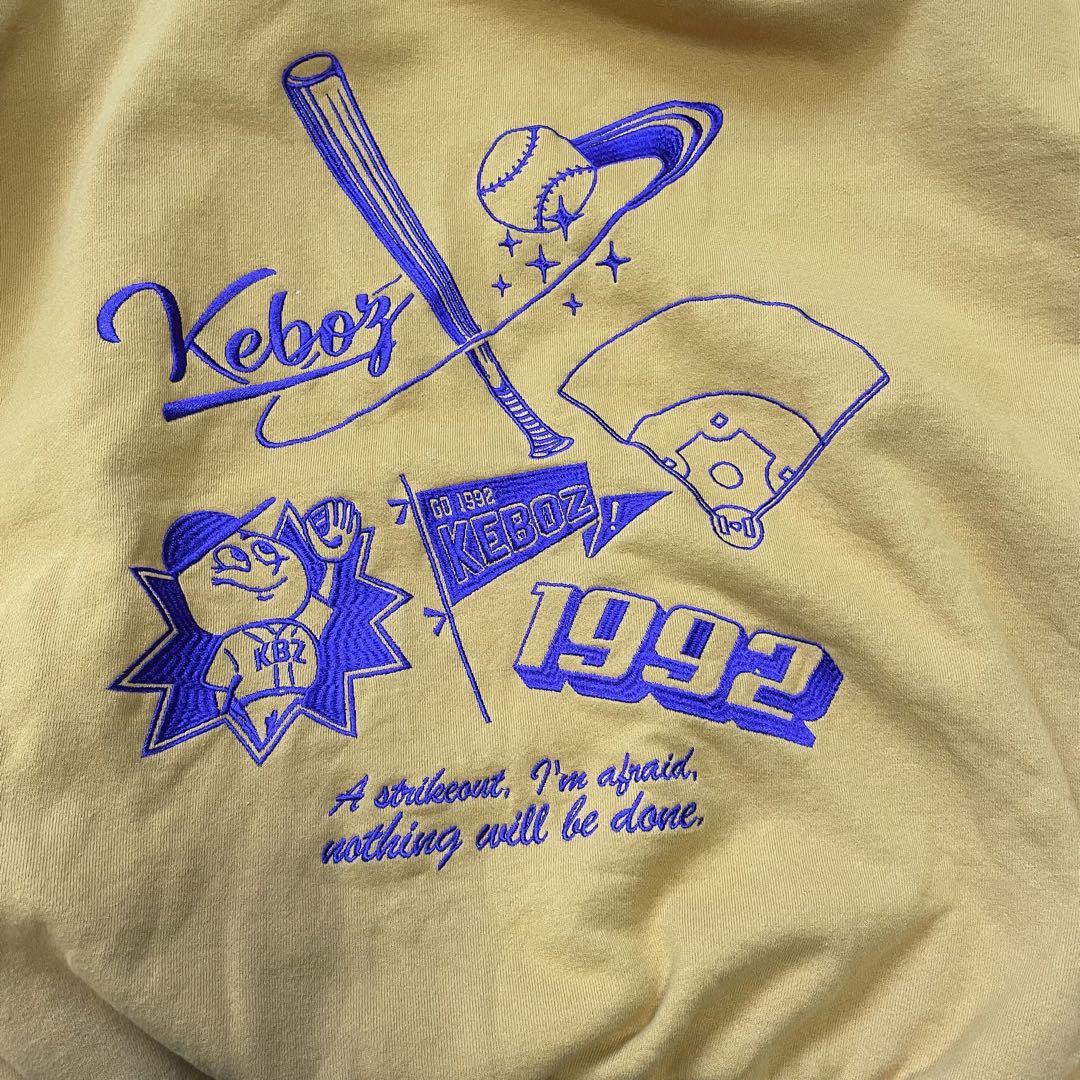 Keboz
GO 1992
KEBOZ!
KBZ
1992
A strikeout, I'm afraid,
nothing will be done.